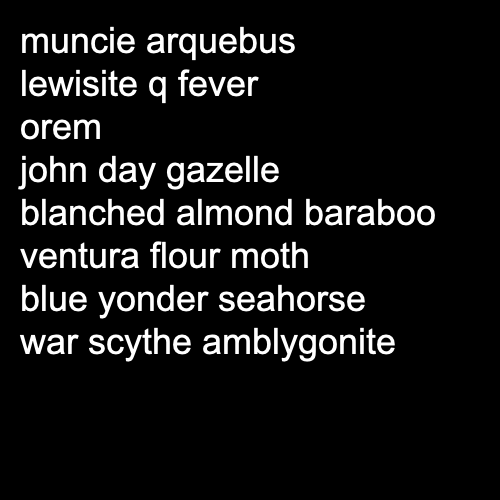 muncie arquebus
lewisite q fever
orem
john day gazelle
blanched almond baraboo
ventura flour moth
blue yonder seahorse
war scythe amblygonite